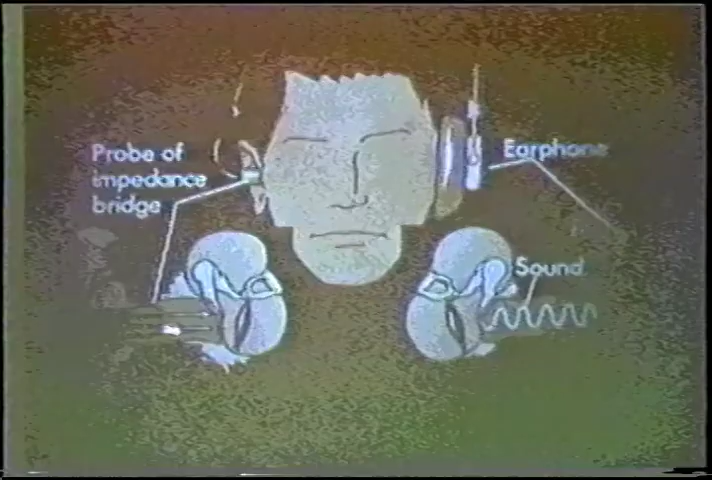 Probe of
impedance
bridge
Earphone
Sound